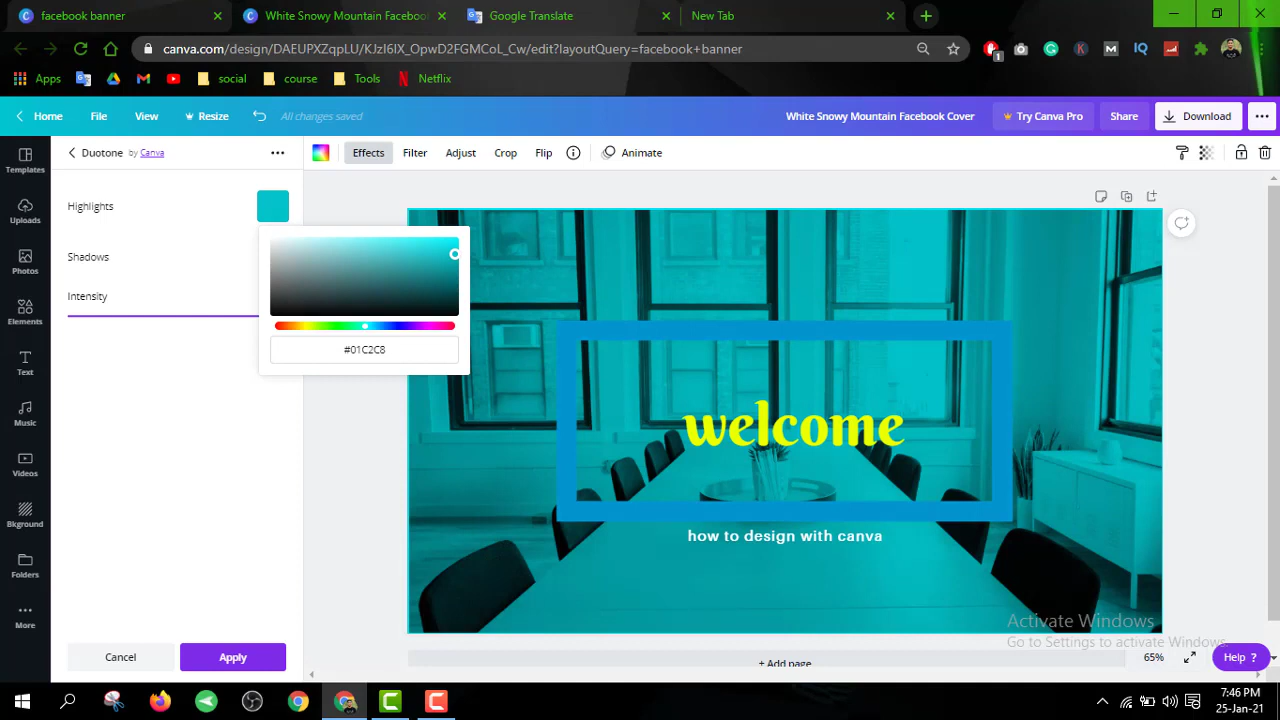 facebook banner
White Snowy Mountain Faceboo
Google Translate
New Tab
canva.com/design/DAEUPXZqpLU/KJzI6IX_OpwD2FGMCoL_Cw/edit?layoutQuery=facebook+banner
1
K
M
IQ
Apps
social
course
Tools
Netflix
Home
File
View
Resize
All changes saved
White Snowy Mountain Facebook Cover
Try Canva Pro
Share
Download
Duotone by Canva
Effects
Filter
Adjust
Crop
Flip
Animate
Templates
Uploads
Photos
Elements
Text
Music
Videos
Bkground
Folders
More
Highlights
Shadows
Intensity
#01C2C8
welcome
how to design with canva
Cancel
Apply
+ Add page
Activate Windows
Go to Settings to activate Windows.
65%
Help ?
7:46 PM
25-Jan-21